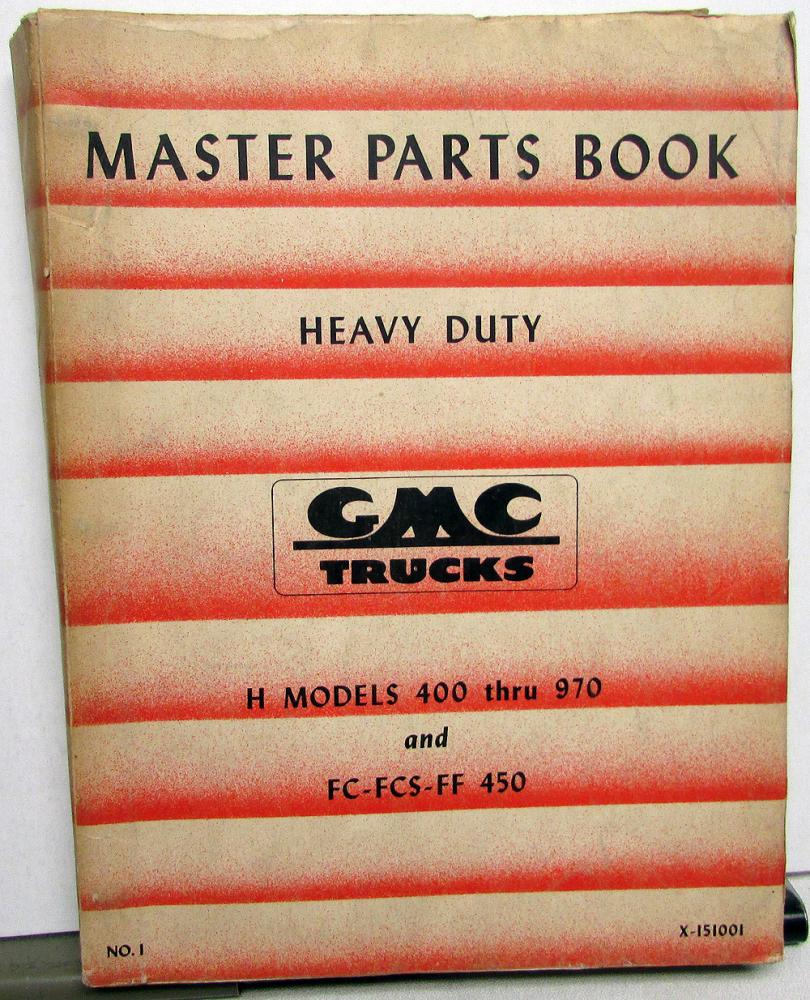 MASTER PARTS BOOK
HEAVY DUTY
GMC
TRUCKS
H MODELS 400 thru 970
and
FC-FCS-FF 450
NO. 1
X-151001